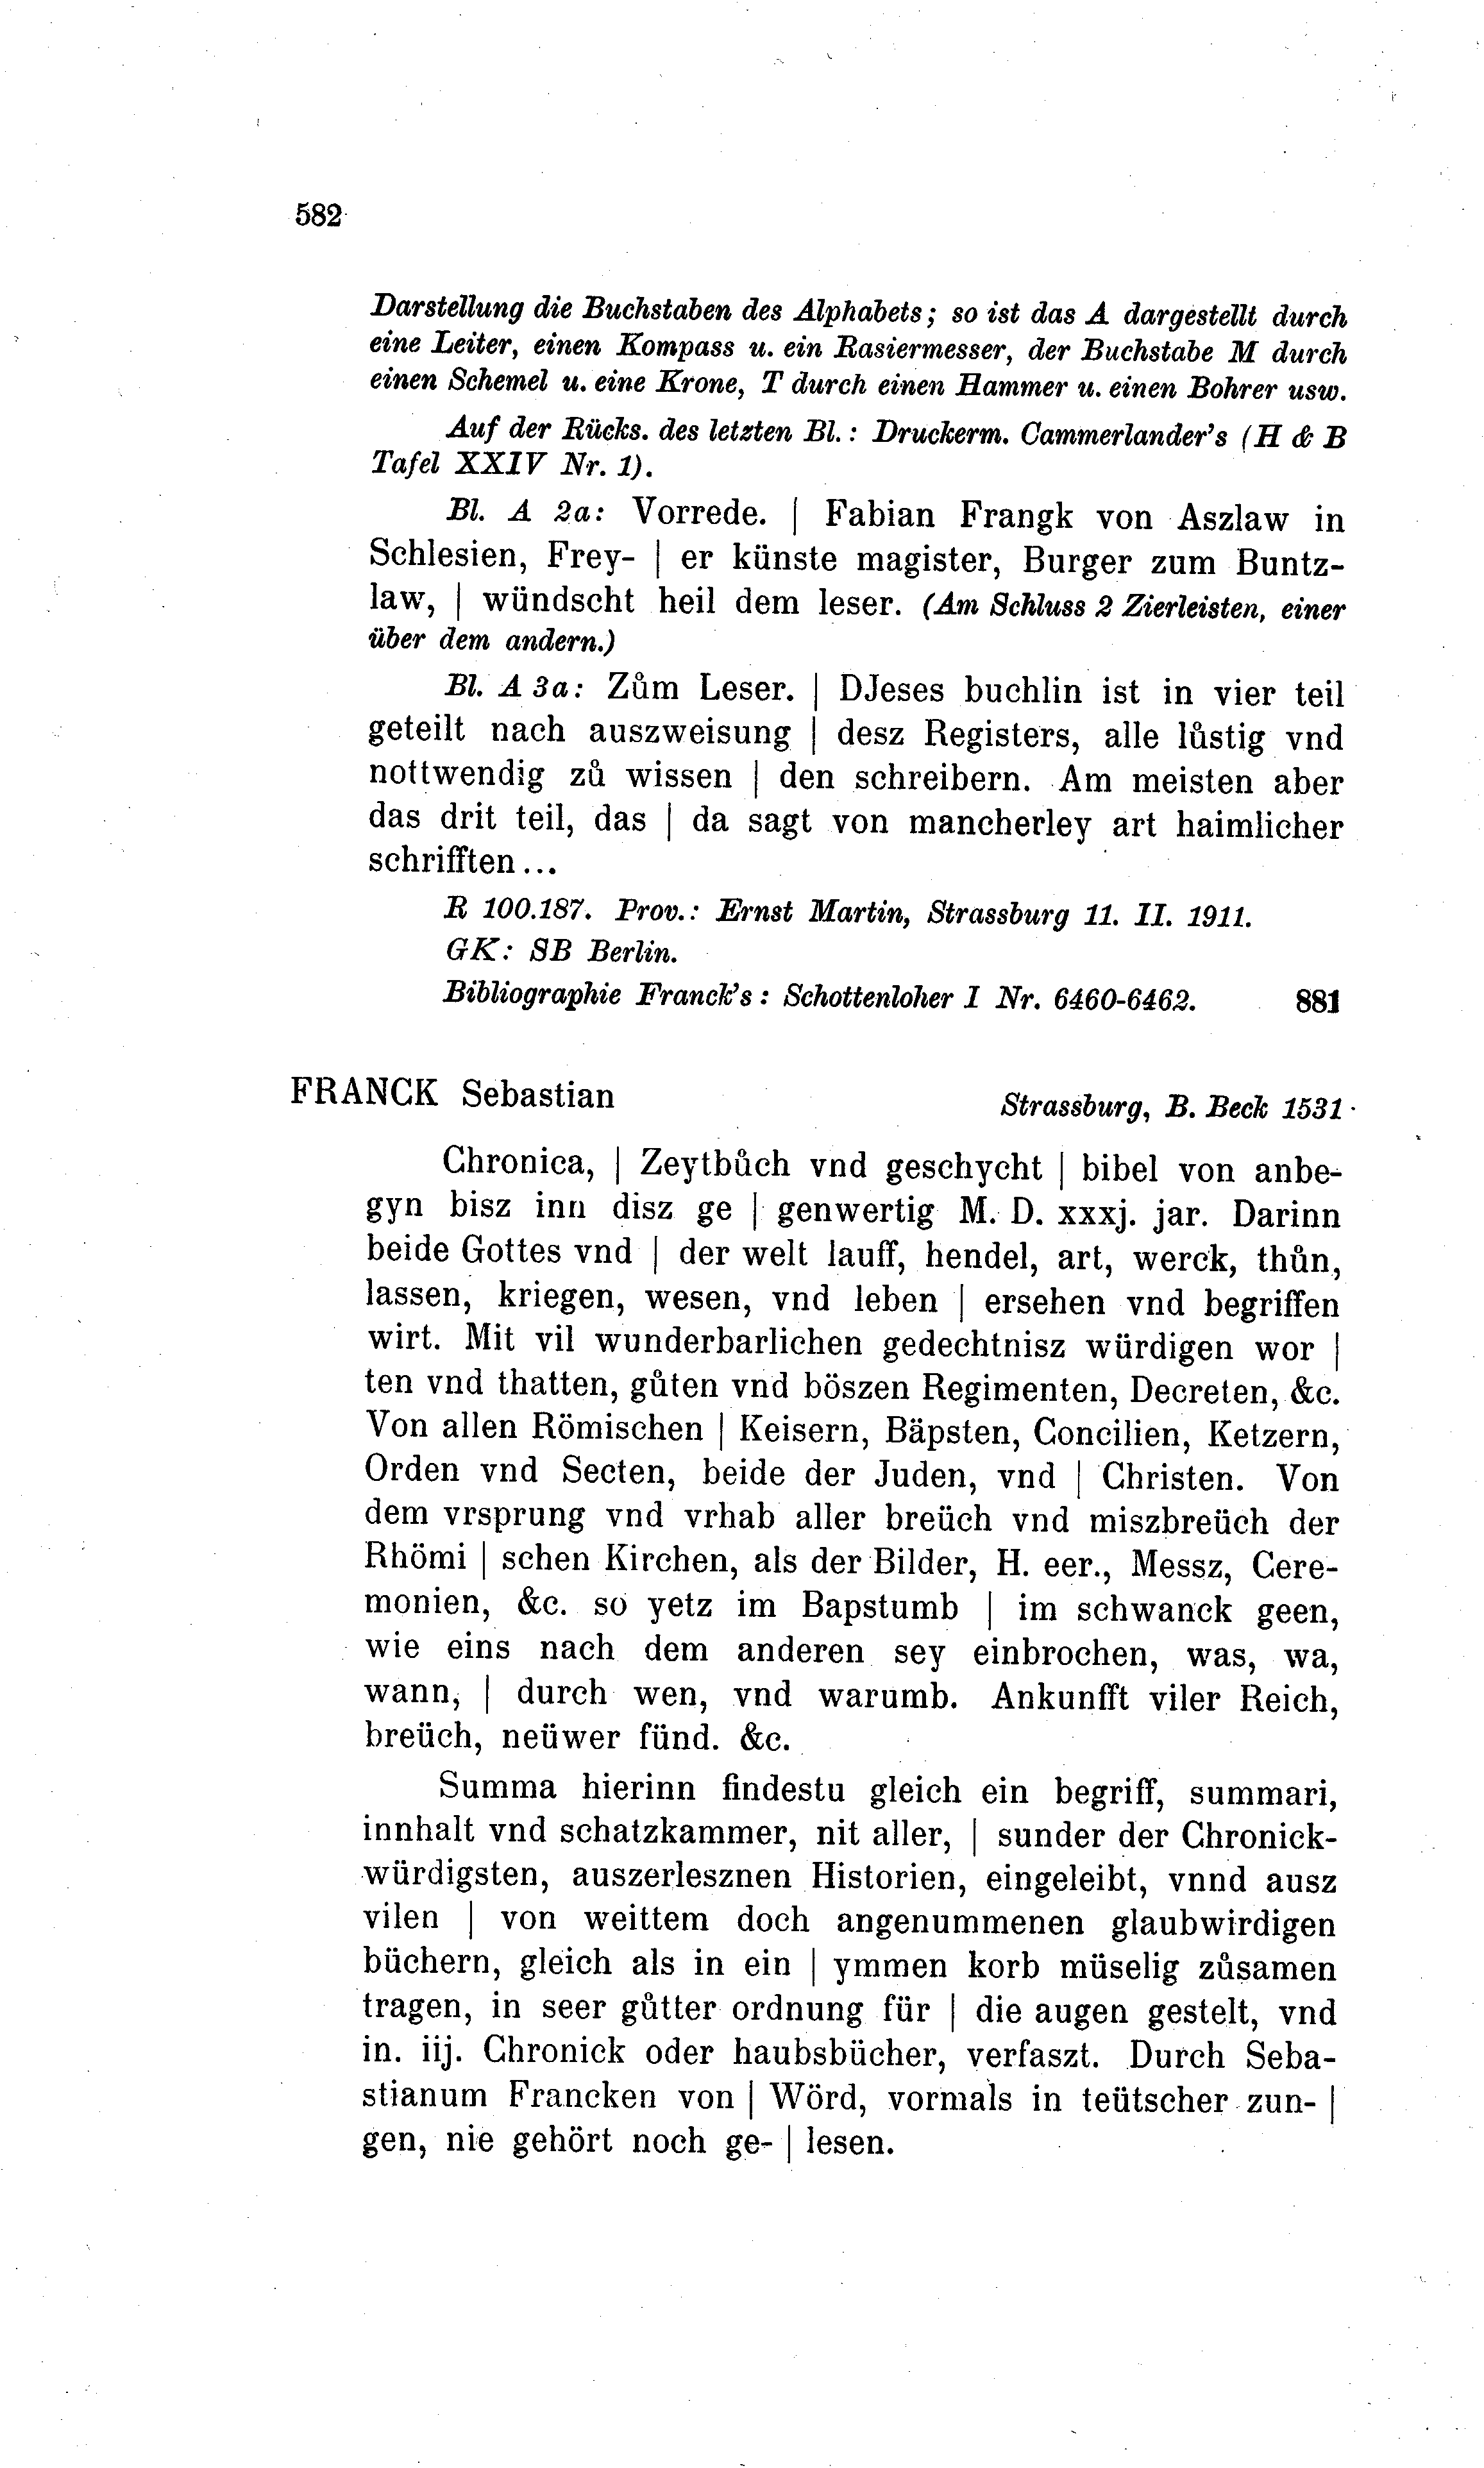 582
Darstellung die Buchstaben des Alphabets; so ist das A dargestellt durch
eine Leiter, einen Kompass u. ein Rasiermesser, der Buchstabe M durch
einen Schemel u. eine Krone, T durch einen Hammer u. einen Bohrer usw.
Auf der Rücks. des letzten Bl.: Druckerm. Cammerlander's (H & B
Tafel XXIV Nr. 1).
Bl. A 2a: Vorrede. | Fabian Frangk von Aszlaw in
Schlesien, Frey- | er künste magister, Burger zum Buntz-
law, | wündscht heil dem leser. (Am Schluss 2 Zierleisten, einer
über dem andern.)
Bl. A 3a: Zům Leser. | DJeses buchlin ist in vier teil
geteilt nach auszweisung | desz Registers, alle lůstig vnd
nottwendig zů wissen | den schreibern. Am meisten aber
das drit teil, das | da sagt von mancherley art haimlicher
schrifften...
R 100.187. Prov.: Ernst Martin, Strassburg 11. II. 1911.
GK: SB Berlin.
Bibliographie Franck's: Schottenloher I Nr. 6460-6462. 881
FRANCK Sebastian Strassburg, B. Beck 1531
Chronica, | Zeytbůch vnd geschycht | bibel von anbe-
gyn bisz inn disz ge | genwertig M. D. xxxj. jar. Darinn
beide Gottes vnd | der welt lauff, hendel, art, werck, thůn,
lassen, kriegen, wesen, vnd leben | ersehen vnd begriffen
wirt. Mit vil wunderbarlichen gedechtnisz würdigen wor |
ten vnd thatten, gůten vnd böszen Regimenten, Decreten, &c.
Von allen Römischen | Keisern, Bäpsten, Concilien, Ketzern,
Orden vnd Secten, beide der Juden, vnd | Christen. Von
dem vrsprung vnd vrhab aller breüch vnd miszbreüch der
Rhömi | schen Kirchen, als der Bilder, H. eer., Messz, Cere-
monien, &c. so yetz im Bapstumb | im schwanck geen,
wie eins nach dem anderen sey einbrochen, was, wa,
wann, | durch wen, vnd warumb. Ankunfft viler Reich,
breüch, neüwer fünd. &c.
Summa hierinn findestu gleich ein begriff, summari,
innhalt vnd schatzkammer, nit aller, | sunder der Chronick-
würdigsten, auszerlesznen Historien, eingeleibt, vnnd ausz
vilen | von weittem doch angenummenen glaubwirdigen
büchern, gleich als in ein | ymmen korb müselig zůsamen
tragen, in seer gůtter ordnung für | die augen gestelt, vnd
in. iij. Chronick oder haubsbücher, verfaszt. Durch Seba-
stianum Francken von | Wörd, vormals in teütscher zun- |
gen, nie gehört noch ge- | lesen.